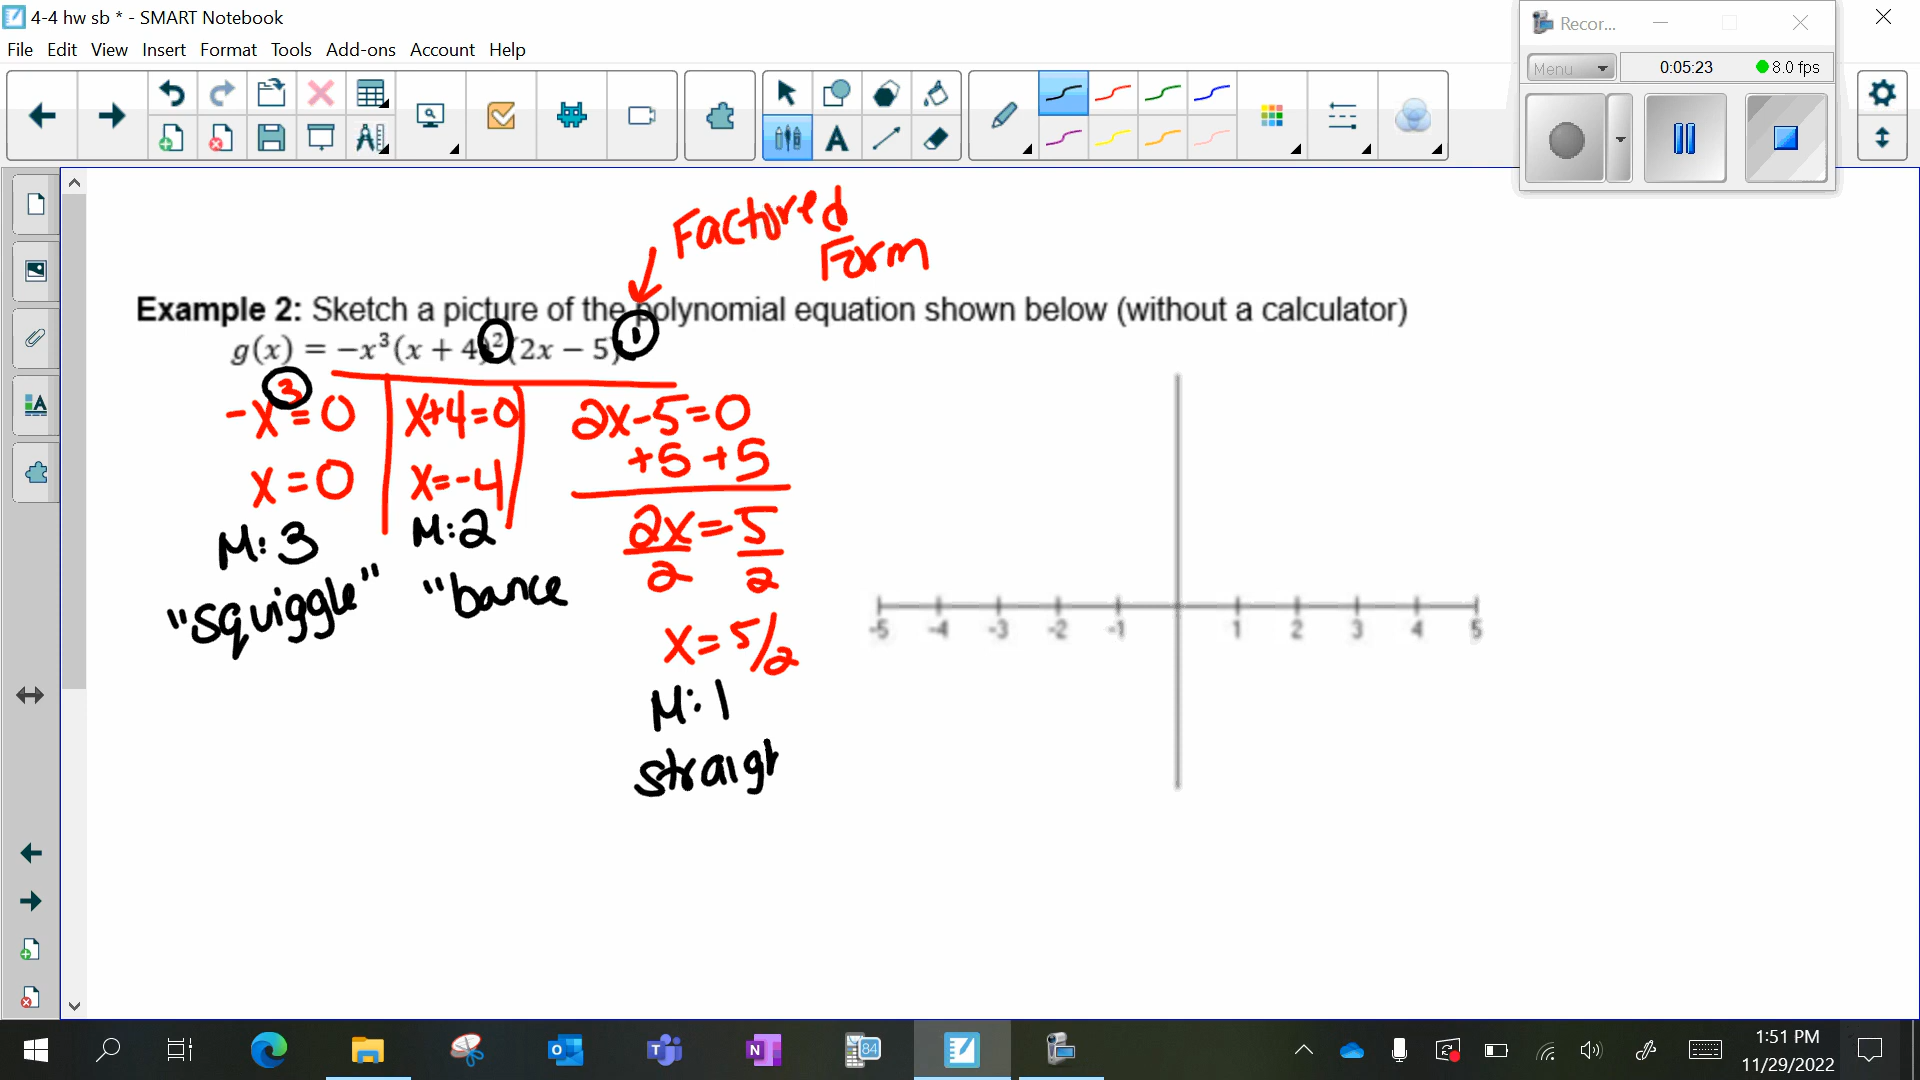 4-4 hw sb * - SMART Notebook
File Edit View Insert Format Tools Add-ons Account Help
Recor...
Menu 0:05:23 8.0 fps
Factored
Form
Example 2: Sketch a picture of the polynomial equation shown below (without a calculator)
g(x) = −x³(x + 4)²(2x − 5) 1
-x³=0 x+4=0 2x-5=0
+5 +5
x=0 x=-4
2x=5
2 2
M:3 M:2
"squiggle" "bance
x=5/2
M:1
straigh
-5 -4 -3 -2 -1 1 2 3 4 5
84
1:51 PM
11/29/2022